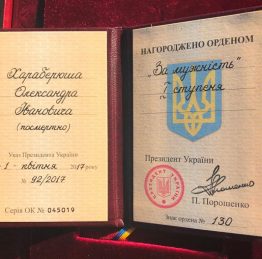 Хараберюша
Олександра
Івановича
(посмертно)
Указ Президента України
1 - квітня 2017 року
№ 92/2017
Серія ОК № 045019
НАГОРОДЖЕНО ОРДЕНОМ
"За мужність"
І ступеня
Президент України
П. Порошенко
Знак ордена № 130